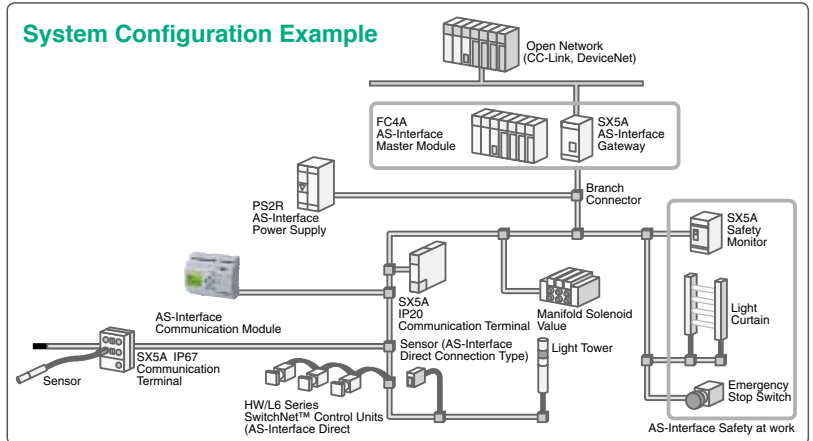 System Configuration Example
Open Network
(CC-Link, DeviceNet)
FC4A
AS-Interface
Master Module
SX5A
AS-Interface
Gateway
PS2R
AS-Interface
Power Supply
Branch
Connector
SX5A
Safety
Monitor
AS-Interface
Communication Module
SX5A
IP20
Communication Terminal
Manifold Solenoid
Value
Light
Curtain
Sensor
SX5A IP67
Communication
Terminal
Sensor (AS-Interface
Direct Connection Type)
Light Tower
HW/L6 Series
SwitchNet™ Control Units
(AS-Interface Direct
Emergency
Stop Switch
AS-Interface Safety at work